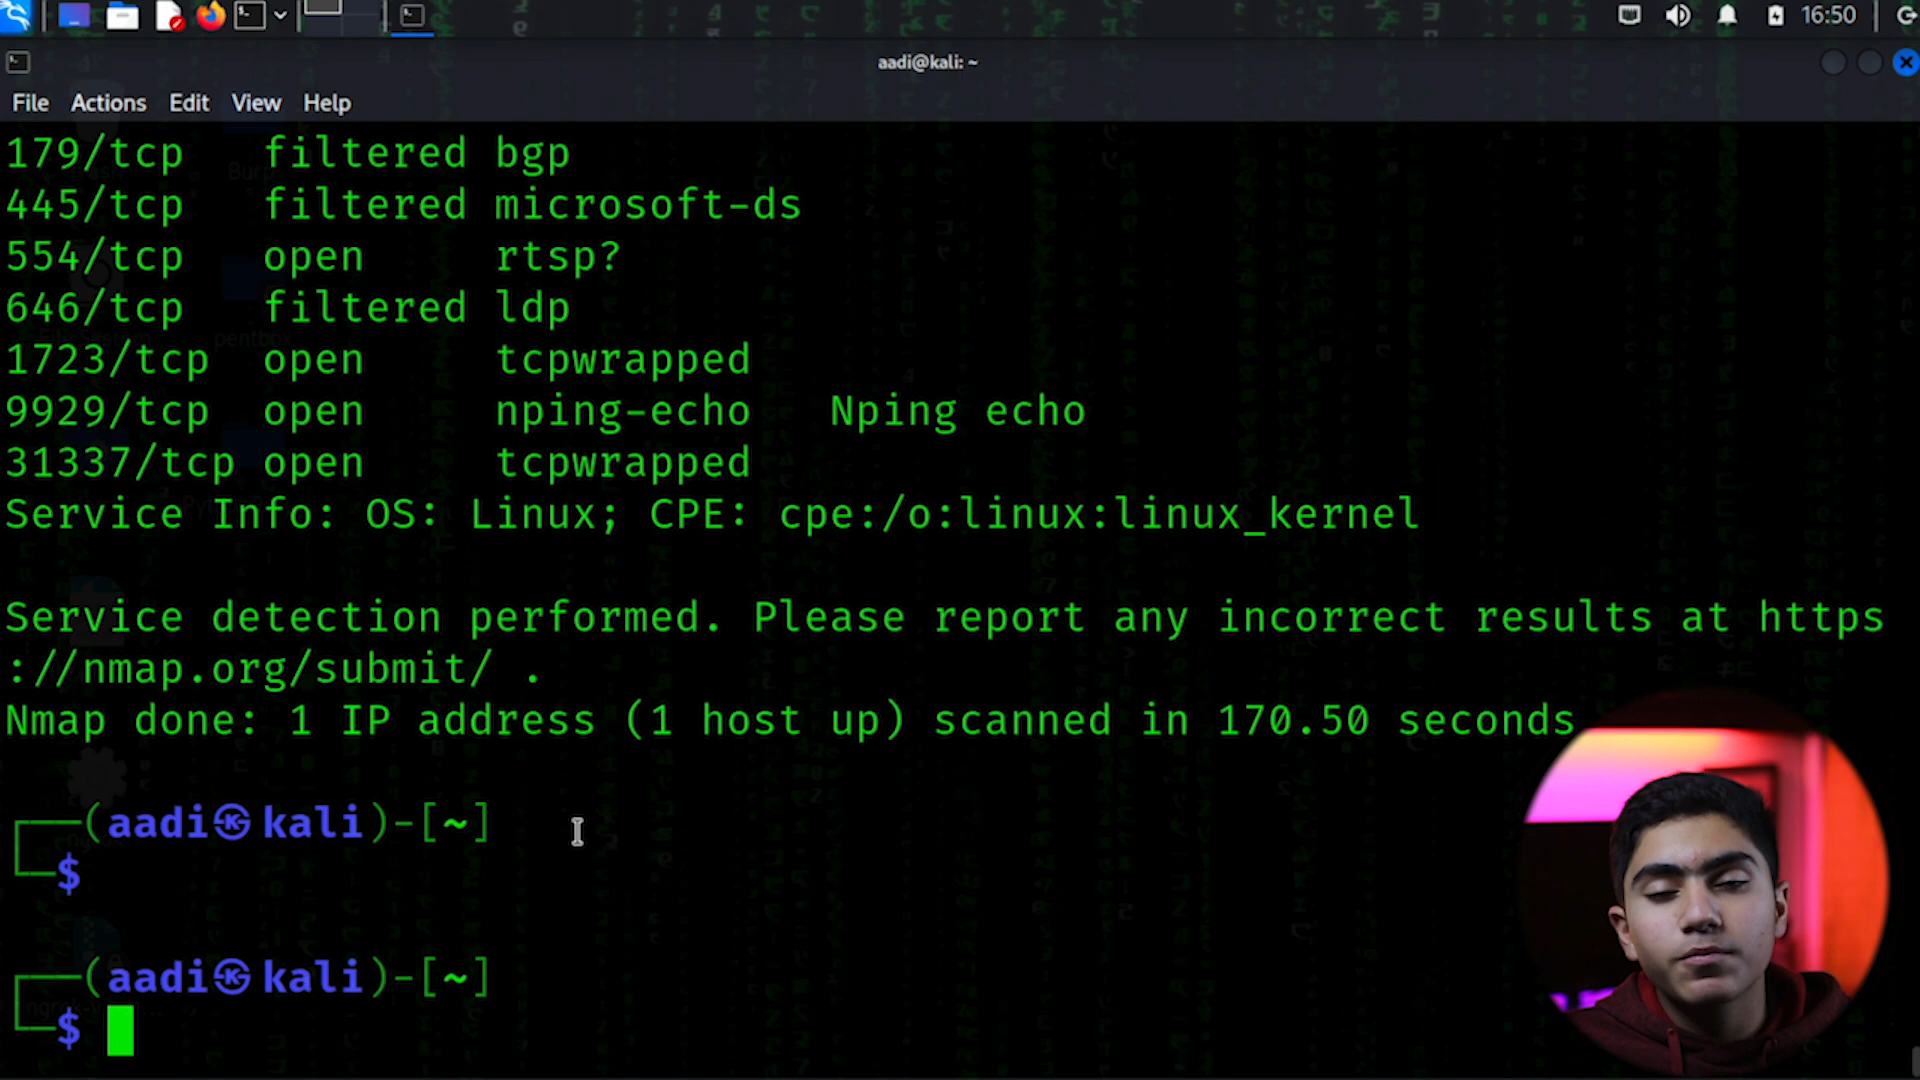 16:50
aadi@kali: ~
File Actions Edit View Help
179/tcp filtered bgp
445/tcp filtered microsoft-ds
554/tcp open rtsp?
646/tcp filtered ldp
1723/tcp open tcpwrapped
9929/tcp open nping-echo Nping echo
31337/tcp open tcpwrapped
Service Info: OS: Linux; CPE: cpe:/o:linux:linux_kernel
Service detection performed. Please report any incorrect results at https
://nmap.org/submit/ .
Nmap done: 1 IP address (1 host up) scanned in 170.50 seconds
(aadi㉿kali)-[~]
$
(aadi㉿kali)-[~]
$